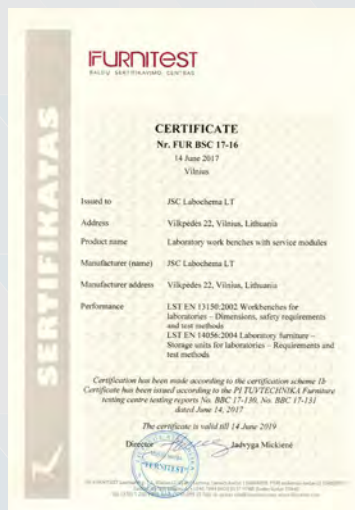 FURNITEST
BALDŲ SERTIFIKAVIMO CENTRAS
SERTIFIKATAS
CERTIFICATE
Nr. FUR BSC 17-16
14 June 2017
Vilnius
Issued to JSC Labochema LT
Address Vilkpėdės 22, Vilnius, Lithuania
Product name Laboratory work benches with service modules
Manufacturer (name) JSC Labochema LT
Manufacturer address Vilkpėdės 22, Vilnius, Lithuania
Performance LST EN 13150:2002 Workbenches for
laboratories – Dimensions, safety requirements
and test methods
LST EN 14056:2004 Laboratory furniture –
Storage units for laboratories – Requirements and
test methods
Certification has been made according to the certification scheme 1b
Certificate has been issued according to the PI TUVTECHNIKA Furniture
testing centre testing reports No. BBC 17-130, No. BBC 17-131
dated June 14, 2017
The certificate is valid till 14 June 2019
Director Jadvyga Mickienė
FURNITEST